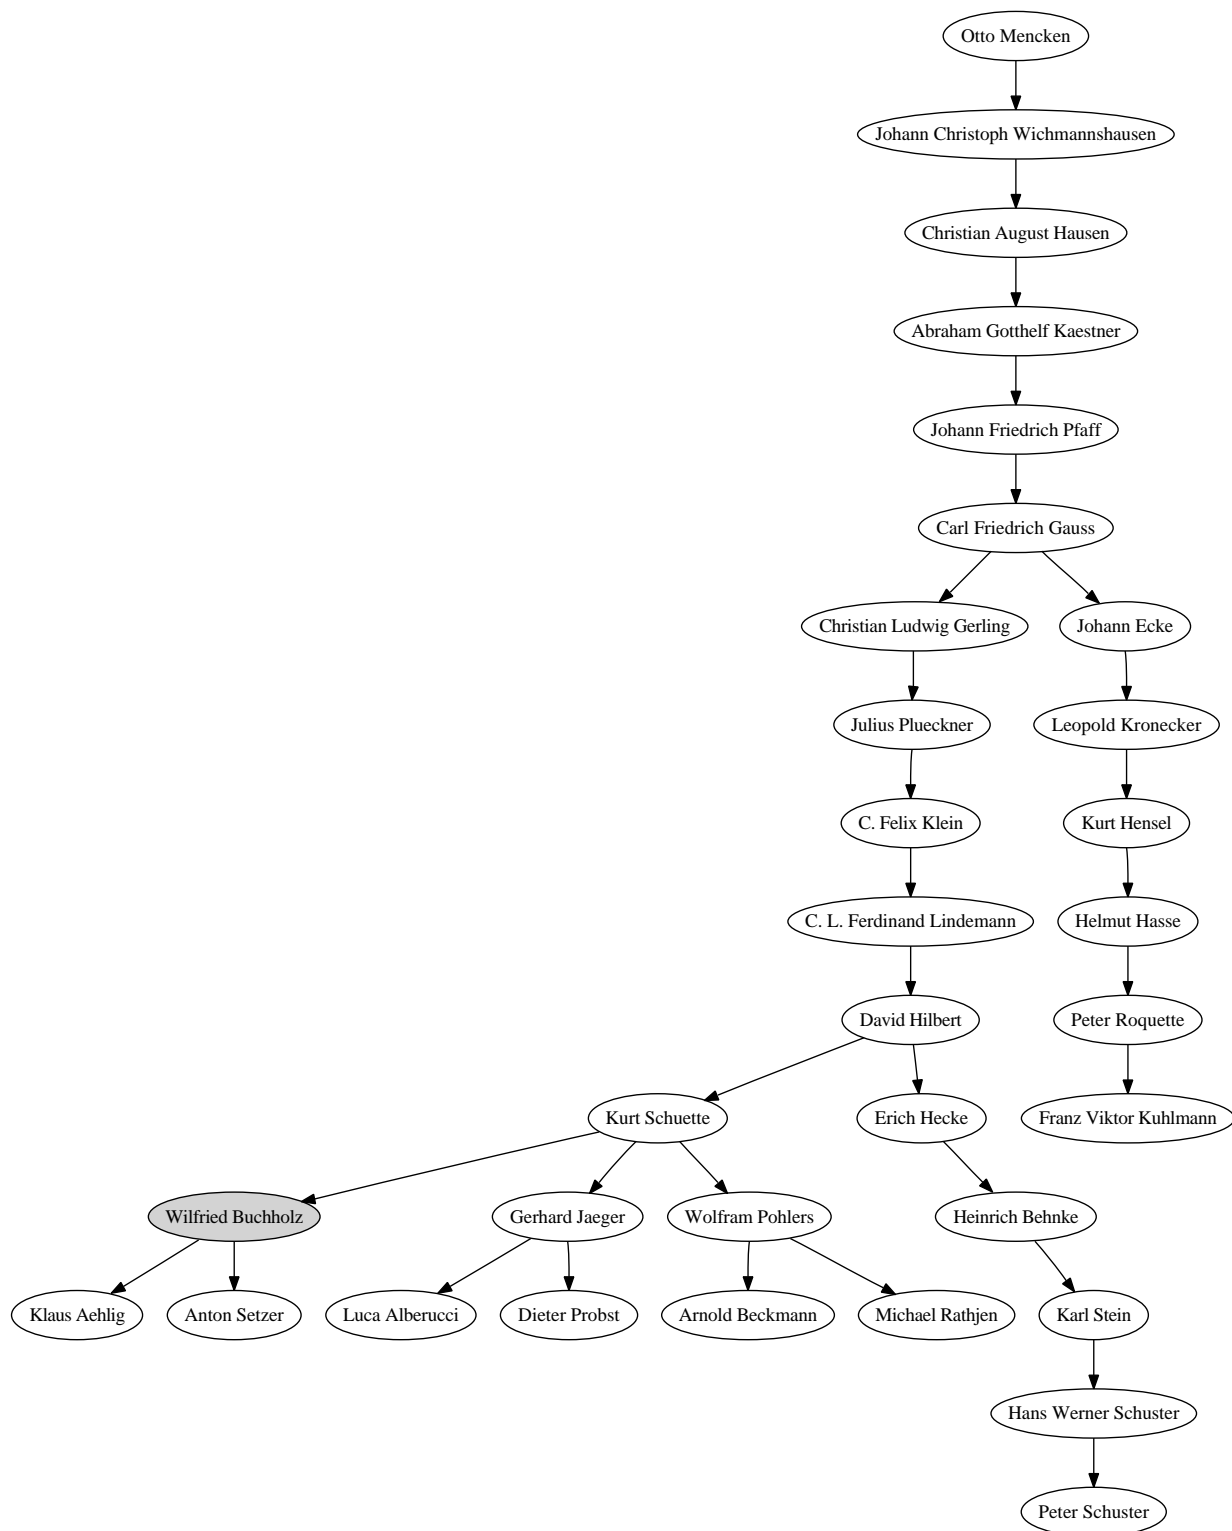 Otto Mencken
Johann Christoph Wichmannshausen
Christian August Hausen
Abraham Gotthelf Kaestner
Johann Friedrich Pfaff
Carl Friedrich Gauss
Christian Ludwig Gerling
Johann Ecke
Julius Plueckner
Leopold Kronecker
C. Felix Klein
Kurt Hensel
C. L. Ferdinand Lindemann
Helmut Hasse
David Hilbert
Peter Roquette
Kurt Schuette
Erich Hecke
Franz Viktor Kuhlmann
Wilfried Buchholz
Gerhard Jaeger
Wolfram Pohlers
Heinrich Behnke
Klaus Aehlig
Anton Setzer
Luca Alberucci
Dieter Probst
Arnold Beckmann
Michael Rathjen
Karl Stein
Hans Werner Schuster
Peter Schuster